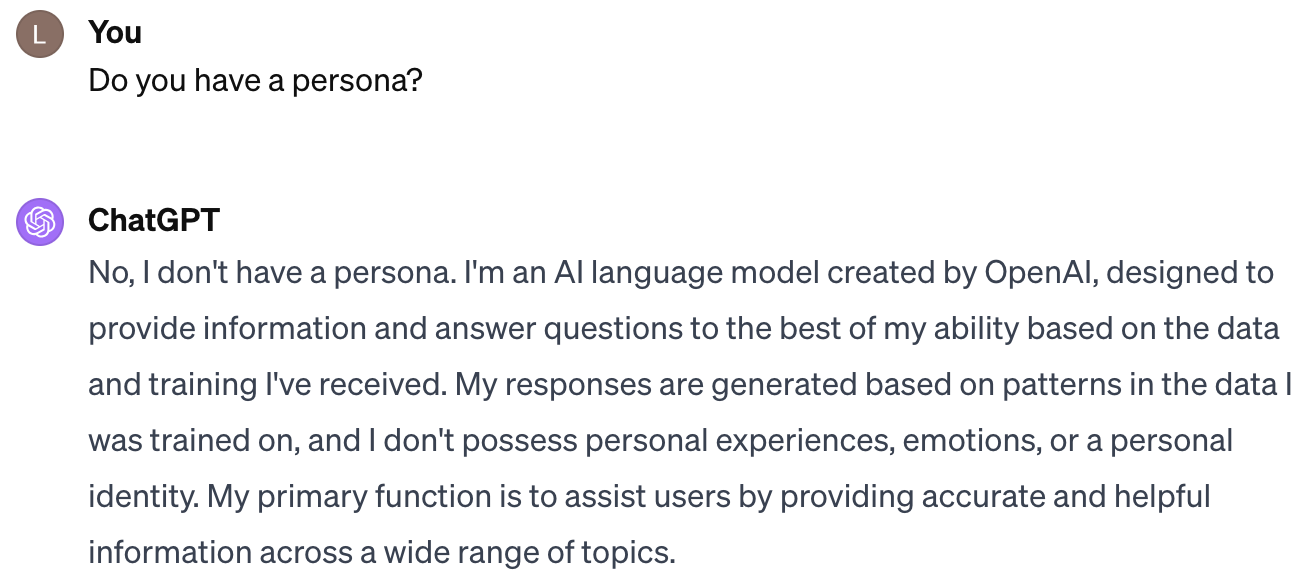 L
You
Do you have a persona?
ChatGPT
No, I don't have a persona. I'm an AI language model created by OpenAI, designed to
provide information and answer questions to the best of my ability based on the data
and training I've received. My responses are generated based on patterns in the data I
was trained on, and I don't possess personal experiences, emotions, or a personal
identity. My primary function is to assist users by providing accurate and helpful
information across a wide range of topics.